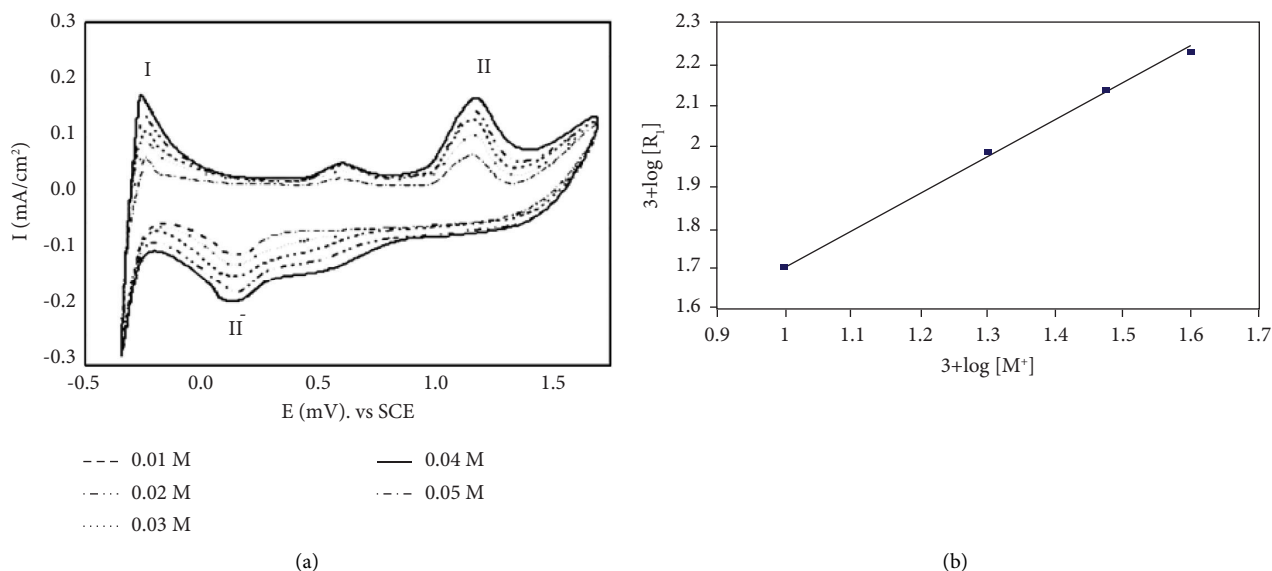 0.3
0.2
0.1
0.0
-0.1
-0.2
-0.3
I (mA/cm²)
I
II
II⁻
-0.5 0.0 0.5 1.0 1.5
E (mV). vs SCE
0.01 M
0.02 M
0.03 M
0.04 M
0.05 M
(a)
2.3
2.2
2.1
2
1.9
1.8
1.7
1.6
3+log [R₁]
0.9 1 1.1 1.2 1.3 1.4 1.5 1.6 1.7
3+log [M⁺]
(b)